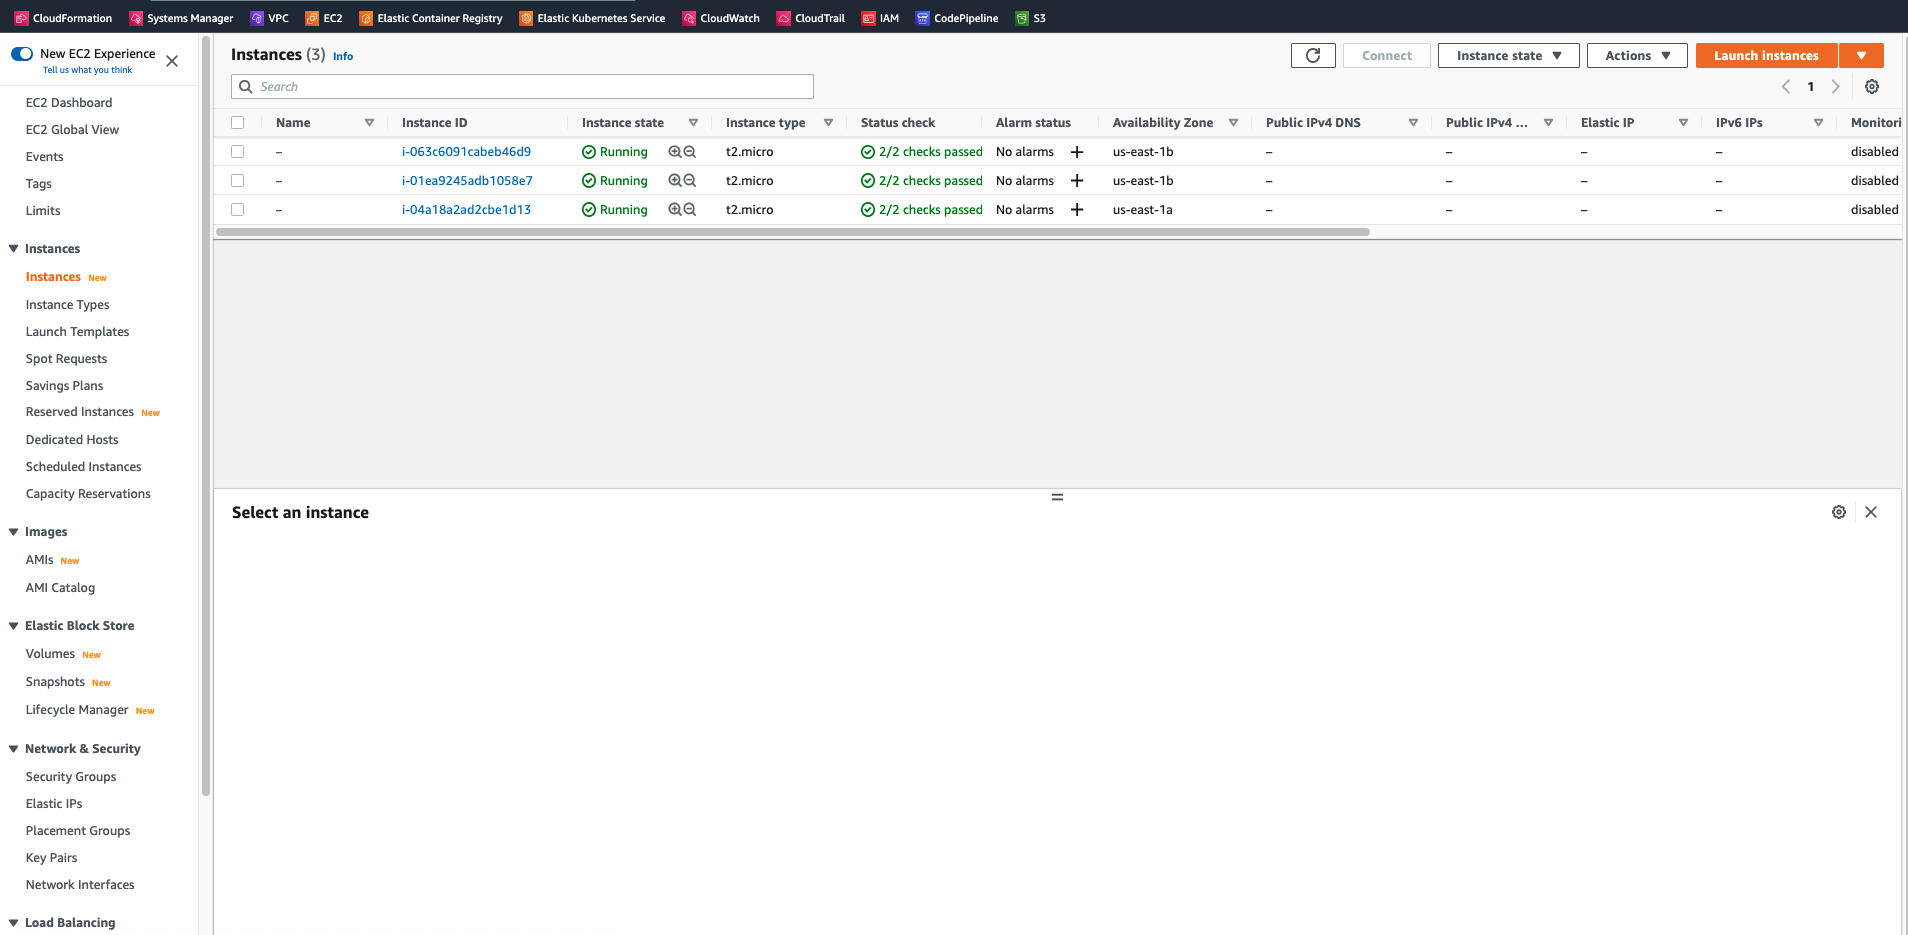 CloudFormation Systems Manager VPC EC2 Elastic Container Registry Elastic Kubernetes Service CloudWatch CloudTrail IAM CodePipeline S3
New EC2 Experience
Tell us what you think
EC2 Dashboard
EC2 Global View
Events
Tags
Limits
Instances
Instances New
Instance Types
Launch Templates
Spot Requests
Savings Plans
Reserved Instances New
Dedicated Hosts
Scheduled Instances
Capacity Reservations
Images
AMIs New
AMI Catalog
Elastic Block Store
Volumes New
Snapshots New
Lifecycle Manager New
Network & Security
Security Groups
Elastic IPs
Placement Groups
Key Pairs
Network Interfaces
Load Balancing
Instances (3) Info
Connect Instance state Actions Launch instances
Search
1
Name Instance ID Instance state Instance type Status check Alarm status Availability Zone Public IPv4 DNS Public IPv4 ... Elastic IP IPv6 IPs Monitori
– i-063c6091cabeb46d9 Running t2.micro 2/2 checks passed No alarms + us-east-1b – – – – disabled
– i-01ea9245adb1058e7 Running t2.micro 2/2 checks passed No alarms + us-east-1b – – – – disabled
– i-04a18a2ad2cbe1d13 Running t2.micro 2/2 checks passed No alarms + us-east-1a – – – – disabled
Select an instance